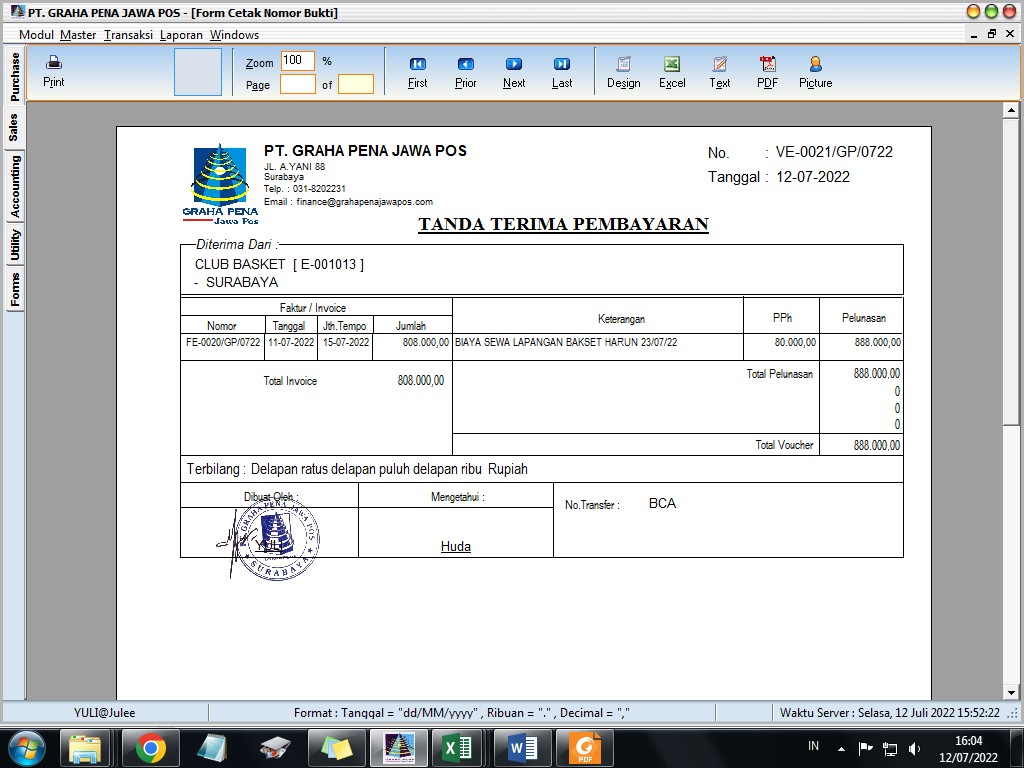 PT. GRAHA PENA JAWA POS - [Form Cetak Nomor Bukti]
Modul Master Transaksi Laporan Windows
Print
Zoom 100 %
Page of
First Prior Next Last Design Excel Text PDF Picture
Purchase
Sales
Accounting
Utility
Forms
GRAHA PENA
Jawa Pos
PT. GRAHA PENA JAWA POS
JL. A.YANI 88
Surabaya
Telp. : 031-8202231
Email : finance@grahapenajawapos.com
No. : VE-0021/GP/0722
Tanggal : 12-07-2022
TANDA TERIMA PEMBAYARAN
Diterima Dari :
CLUB BASKET [ E-001013 ]
- SURABAYA
Faktur / Invoice Keterangan PPh Pelunasan
Nomor Tanggal Jth.Tempo Jumlah
FE-0020/GP/0722 11-07-2022 15-07-2022 808.000,00 BIAYA SEWA LAPANGAN BAKSET HARUN 23/07/22 80.000,00 888.000,00
Total Invoice 808.000,00
Total Pelunasan 888.000,00
0
0
0
Total Voucher 888.000,00
Terbilang : Delapan ratus delapan puluh delapan ribu Rupiah
Dibuat Oleh : Mengetahui : No.Transfer : BCA
PT. GRAHA PENA JAWA POS
SURABAYA
YULI
Huda
YULI@Julee Format : Tanggal = "dd/MM/yyyy" , Ribuan = "." , Decimal = "," Waktu Server : Selasa, 12 Juli 2022 15:52:22
IN 16:04
12/07/2022